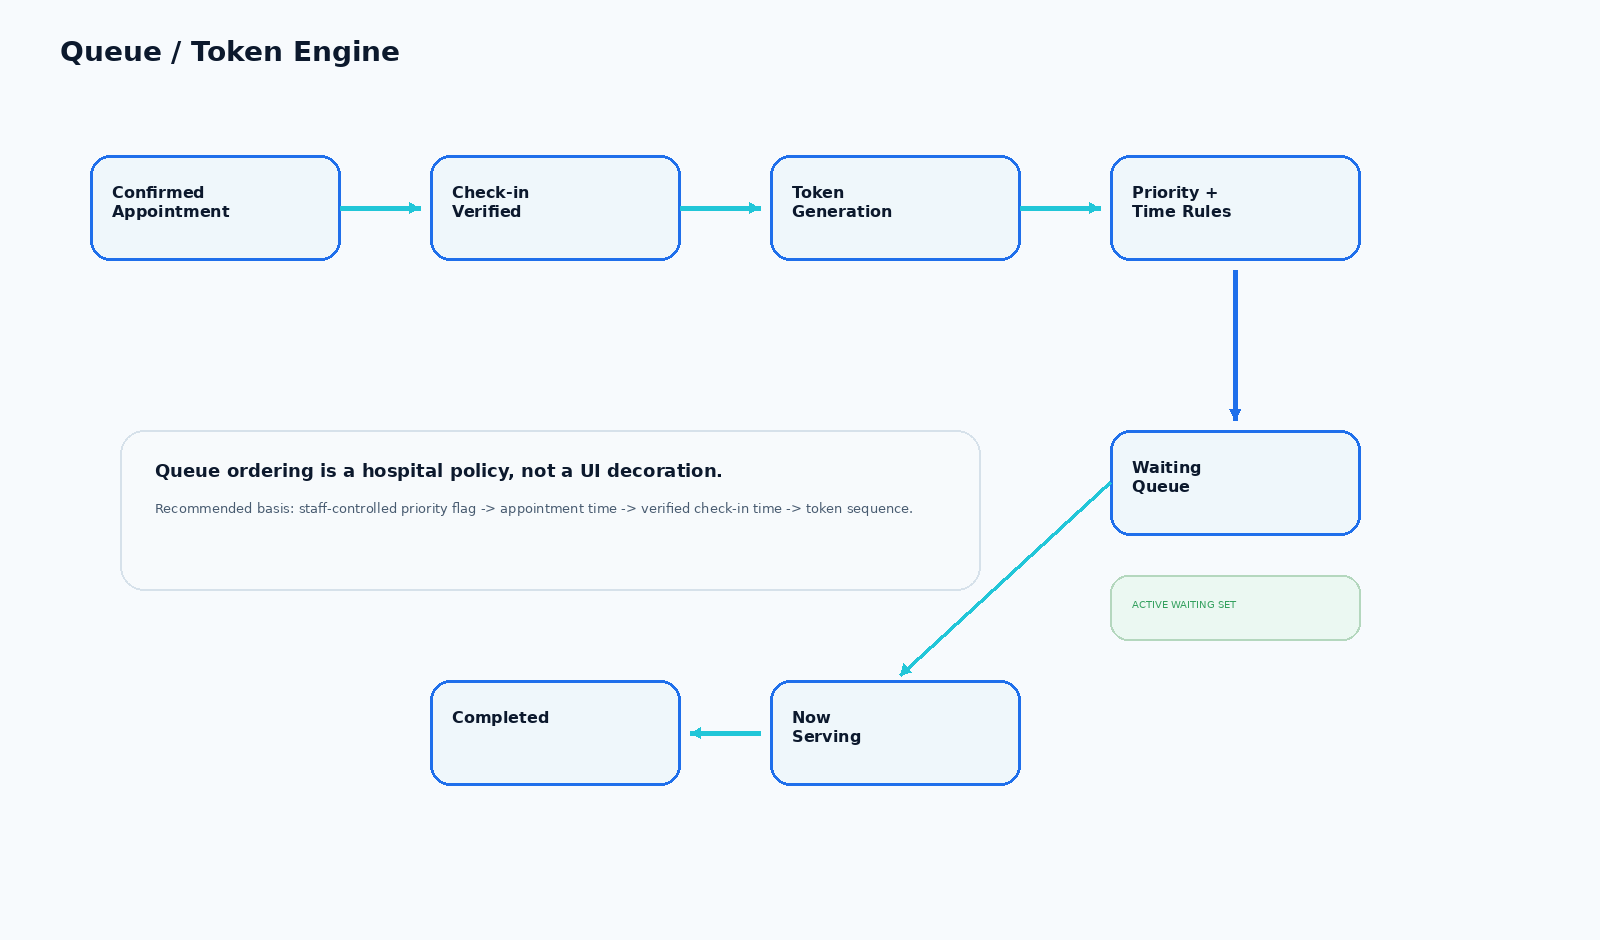 Queue / Token Engine
Confirmed
Appointment
Check-in
Verified
Token
Generation
Priority +
Time Rules
Queue ordering is a hospital policy, not a UI decoration.
Recommended basis: staff-controlled priority flag -> appointment time -> verified check-in time -> token sequence.
Waiting
Queue
ACTIVE WAITING SET
Completed
Now
Serving